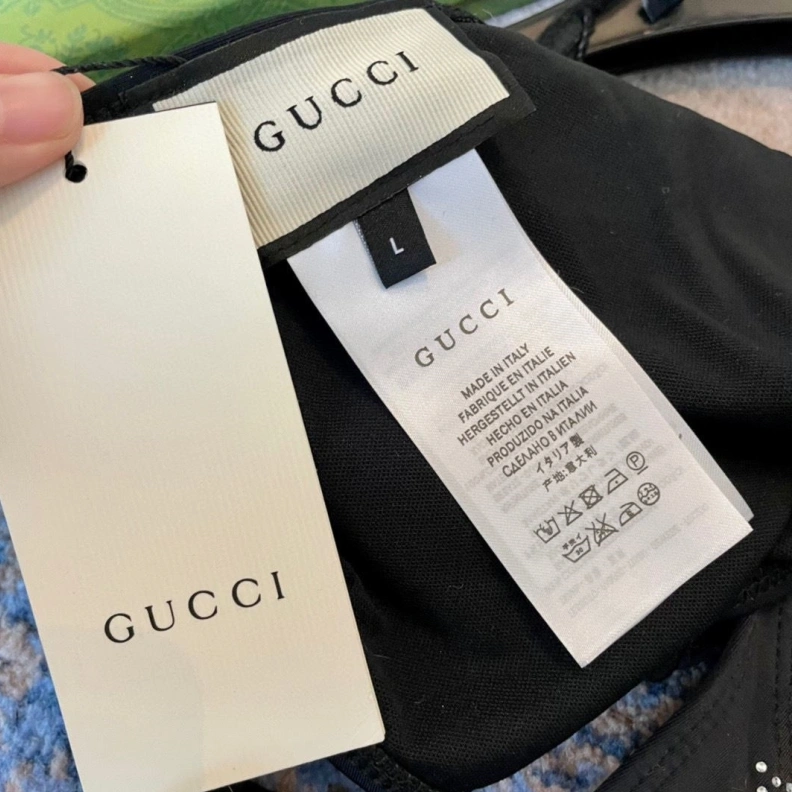 GUCCI
L
GUCCI
MADE IN ITALY
FABRIQUE EN ITALIE
HERGESTELLT IN ITALIEN
HECHO EN ITALIA
PRODUZIDO NA ITALIA
СДЕЛАНО В ИТАЛИИ
イタリア製
产地:意大利
P
GUCCI